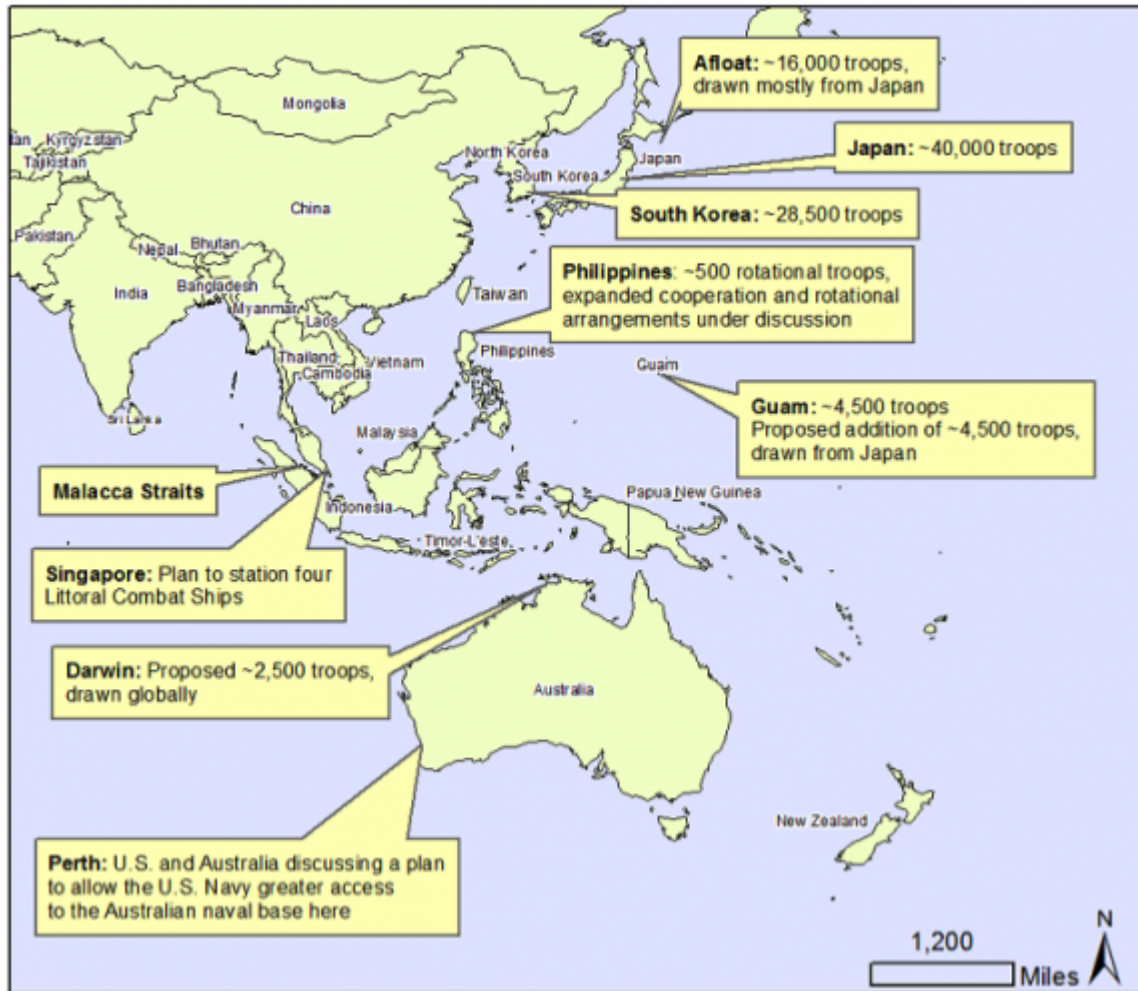 Afloat: ~16,000 troops,
drawn mostly from Japan
Mongolia
Kyrgyzstan
Tajikistan
North Korea
Japan
Japan: ~40,000 troops
South Korea
South Korea: ~28,500 troops
China
Pakistan
Nepal
Bhutan
India
Bangladesh
Myanmar
Laos
Taiwan
Philippines: ~500 rotational troops,
expanded cooperation and rotational
arrangements under discussion
Thailand
Vietnam
Cambodia
Philippines
Guam
Sri Lanka
Guam: ~4,500 troops
Proposed addition of ~4,500 troops,
drawn from Japan
Malaysia
Malacca Straits
Indonesia
Papua New Guinea
Timor-L'este
Singapore: Plan to station four
Littoral Combat Ships
Darwin: Proposed ~2,500 troops,
drawn globally
Australia
New Zealand
Perth: U.S. and Australia discussing a plan
to allow the U.S. Navy greater access
to the Australian naval base here
N
1,200
Miles